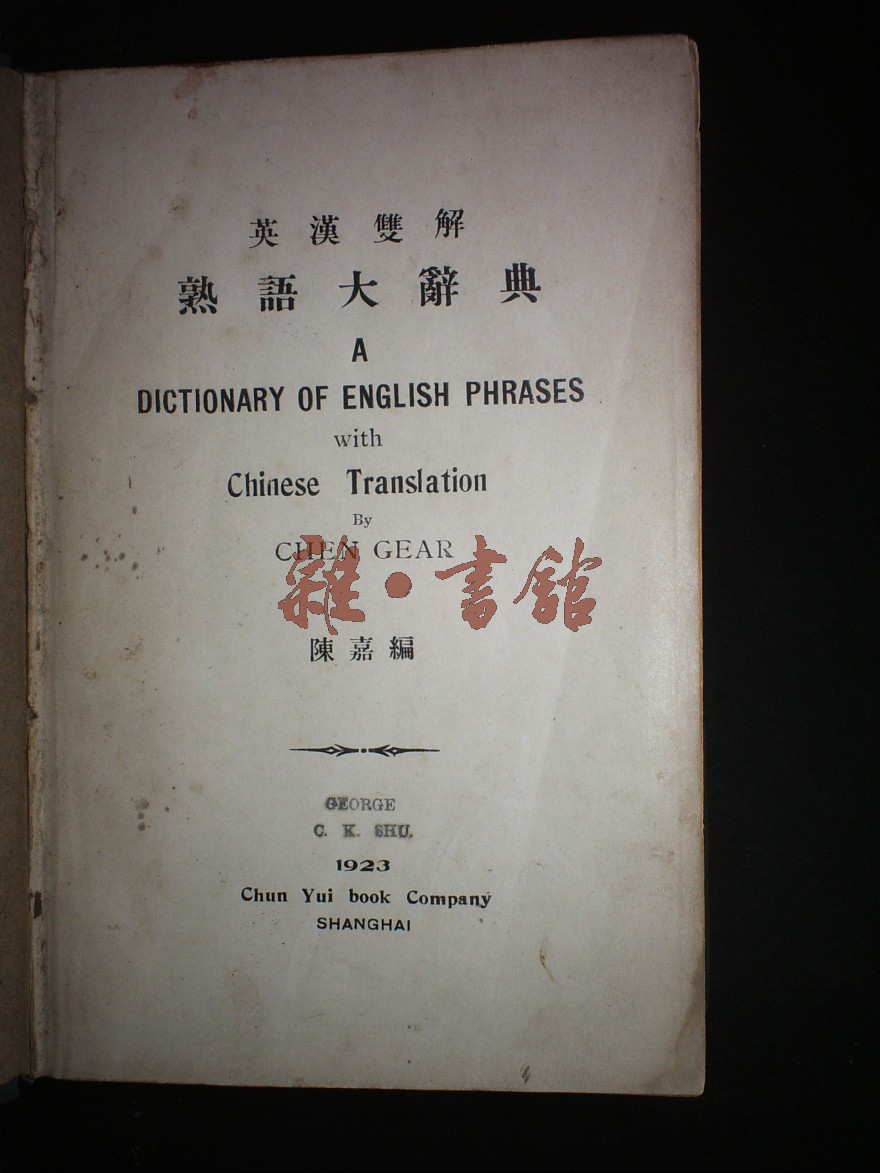 英漢雙解
熟語大辭典
A
DICTIONARY OF ENGLISH PHRASES
with
Chinese Translation
By
CHEN GEAR
雜·書館
陳嘉編
GEORGE
C. K. SHU.
1923
Chun Yui book Company
SHANGHAI